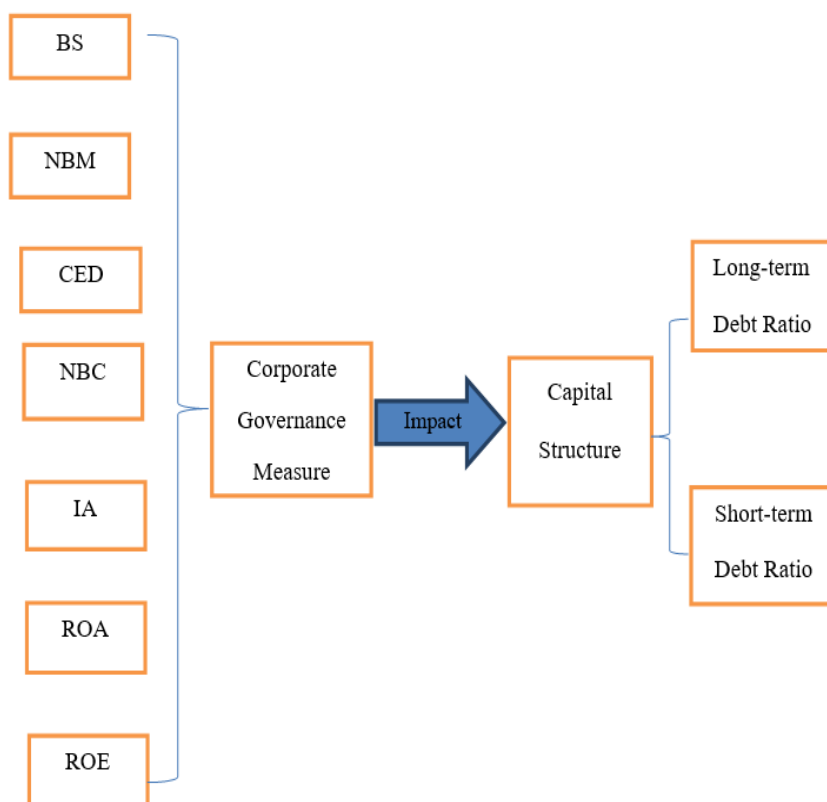 BS
NBM
CED
NBC
IA
ROA
ROE
Corporate
Governance
Measure
Impact
Capital
Structure
Long-term
Debt Ratio
Short-term
Debt Ratio